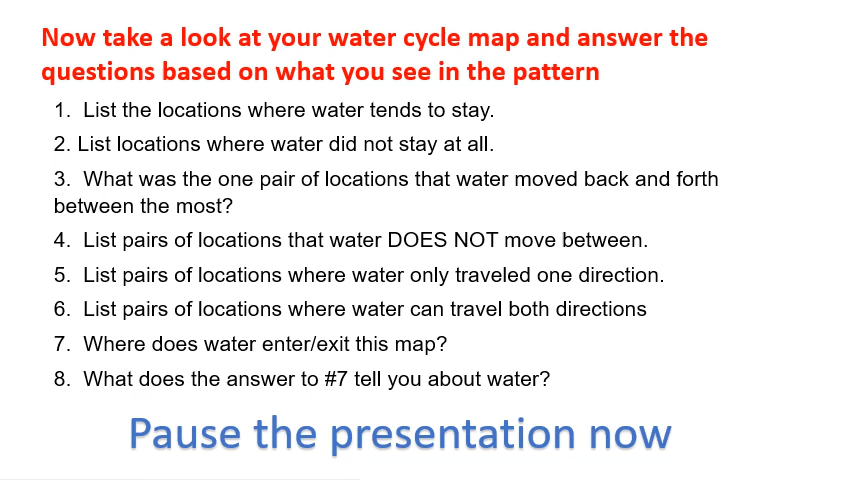 Now take a look at your water cycle map and answer the
questions based on what you see in the pattern
1. List the locations where water tends to stay.
2. List locations where water did not stay at all.
3. What was the one pair of locations that water moved back and forth
between the most?
4. List pairs of locations that water DOES NOT move between.
5. List pairs of locations where water only traveled one direction.
6. List pairs of locations where water can travel both directions
7. Where does water enter/exit this map?
8. What does the answer to #7 tell you about water?
Pause the presentation now